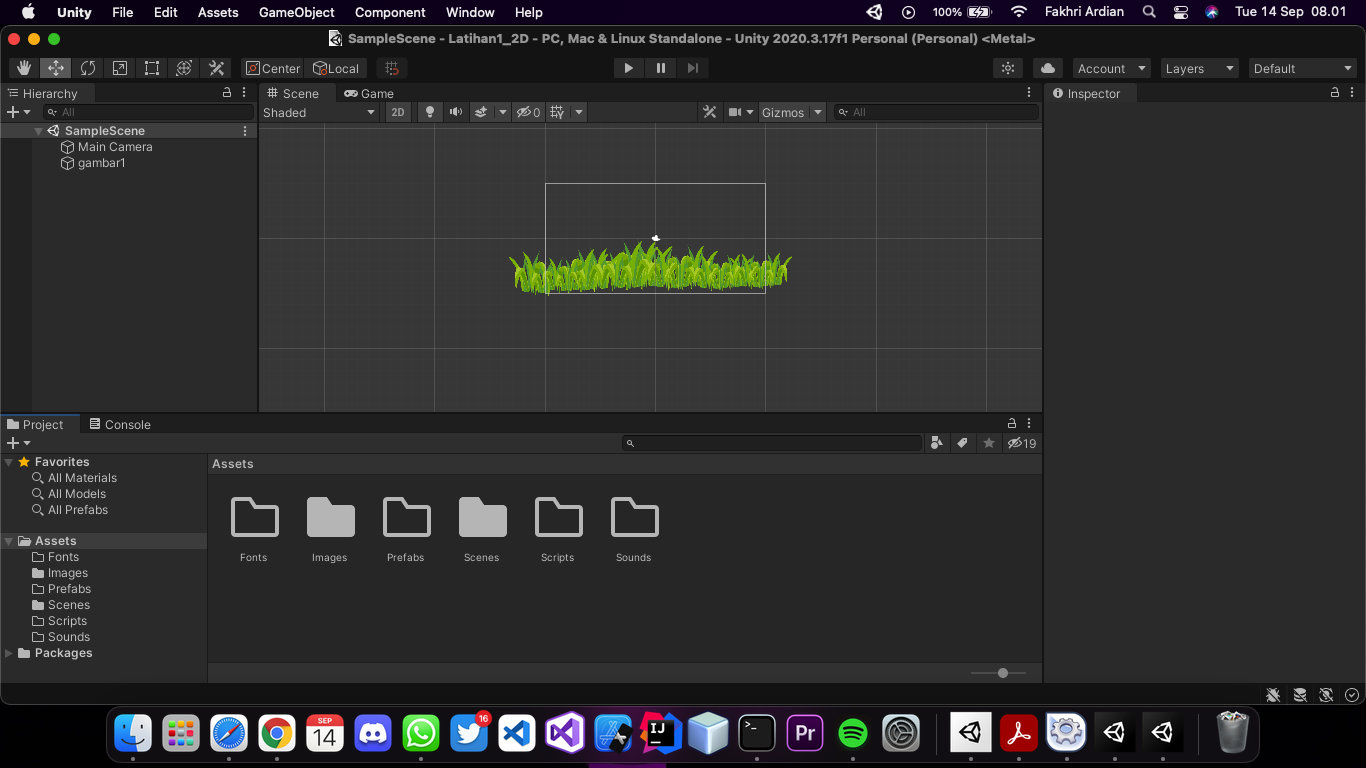 Unity File Edit Assets GameObject Component Window Help 100% Fakhri Ardian Tue 14 Sep 08.01
SampleScene - Latihan1_2D - PC, Mac & Linux Standalone - Unity 2020.3.17f1 Personal (Personal) <Metal>
Center Local Account Layers Default
Hierarchy
All
SampleScene
Main Camera
gambar1
Scene Game
Shaded 2D 0 Gizmos All
Inspector
Project Console
19
Favorites
All Materials
All Models
All Prefabs
Assets
Fonts
Images
Prefabs
Scenes
Scripts
Sounds
Packages
Assets
Fonts Images Prefabs Scenes Scripts Sounds
SEP
14
16
IJ
>_
Pr